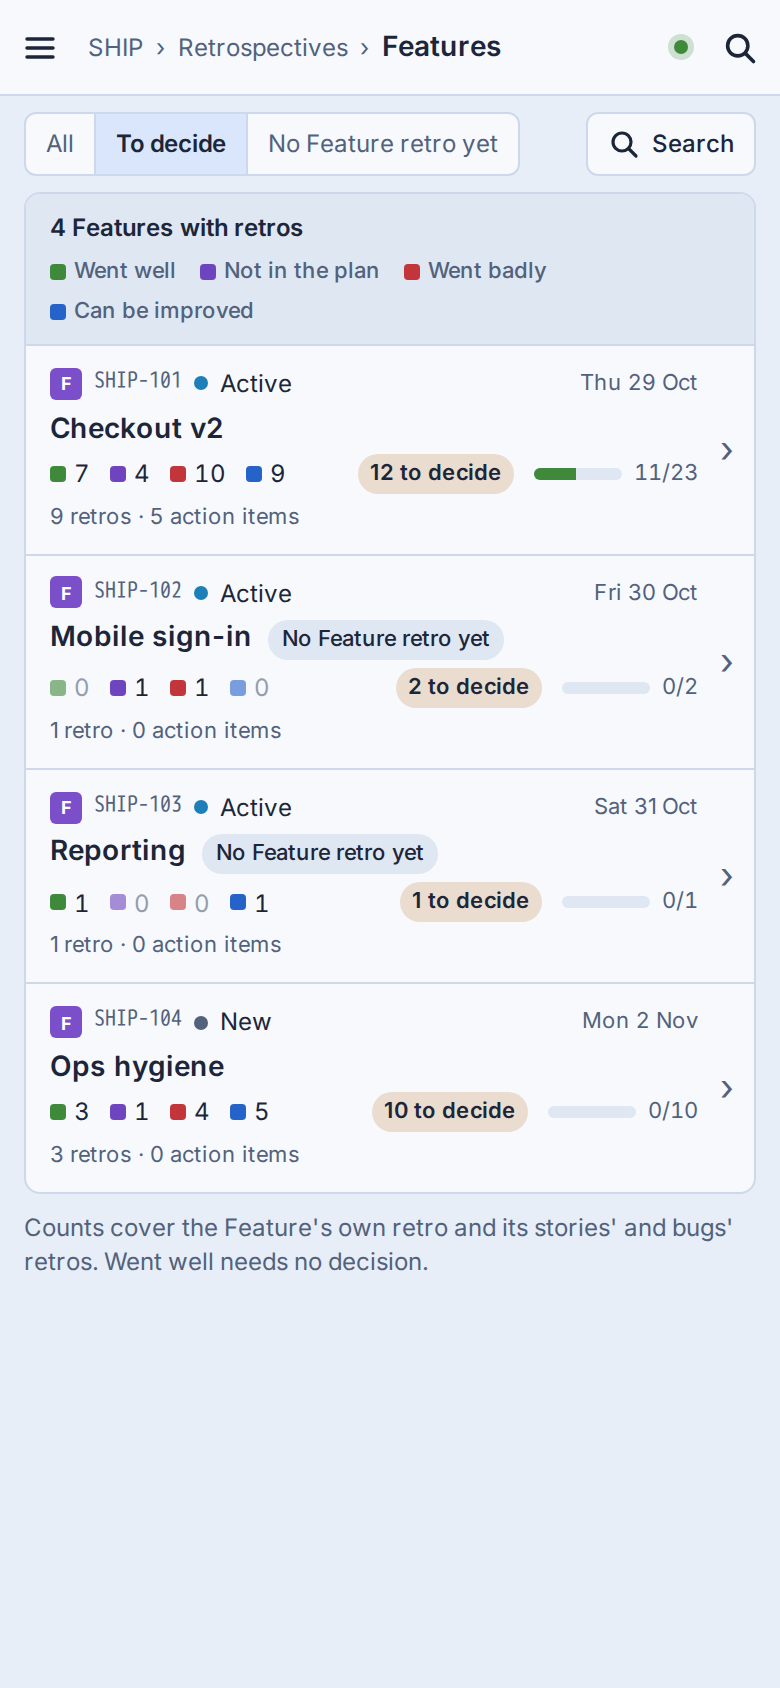 SHIP › Retrospectives › Features
All To decide No Feature retro yet Search
4 Features with retros
Went well Not in the plan Went badly
Can be improved
F SHIP-101 Active Thu 29 Oct
Checkout v2
7 4 10 9 12 to decide 11/23
9 retros · 5 action items
F SHIP-102 Active Fri 30 Oct
Mobile sign-in No Feature retro yet
0 1 1 0 2 to decide 0/2
1 retro · 0 action items
F SHIP-103 Active Sat 31 Oct
Reporting No Feature retro yet
1 0 0 1 1 to decide 0/1
1 retro · 0 action items
F SHIP-104 New Mon 2 Nov
Ops hygiene
3 1 4 5 10 to decide 0/10
3 retros · 0 action items
Counts cover the Feature's own retro and its stories' and bugs'
retros. Went well needs no decision.